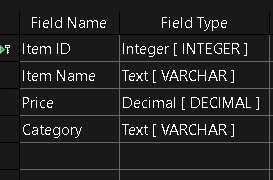 Field Name Field Type
Item ID Integer [ INTEGER ]
Item Name Text [ VARCHAR ]
Price Decimal [ DECIMAL ]
Category Text [ VARCHAR ]